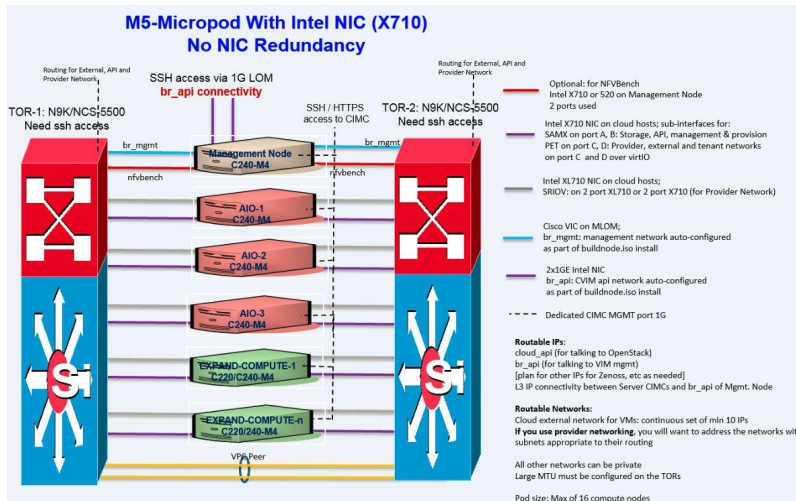 M5-Micropod With Intel NIC (X710)
No NIC Redundancy
Routing for External, API and
Provider Network
SSH access via 1G LOM
br_api connectivity
SSH / HTTPS
access to CIMC
Routing for External, API and
Provider Network
TOR-1: N9K/NCS-5500
Need ssh access
TOR-2: N9K/NCS-5500
Need ssh access
br_mgmt
br_mgmt
Management Node
C240-M4
nfvbench
nfvbench
AIO-1
C240-M4
AIO-2
C240-M4
AIO-3
C240-M4
EXPAND-COMPUTE-1
C220/C240-M4
EXPAND-COMPUTE-n
C220/240-M4
VPC Peer
Si
Si
Optional: for NFVBench
Intel X710 or 520 on Management Node
2 ports used
Intel X710 NIC on cloud hosts; sub-interfaces for:
SAMX on port A, B: Storage, API, management & provision
PET on port C, D: Provider, external and tenant networks
on port C and D over virtIO
Intel XL710 NIC on cloud hosts;
SRIOV: on 2 port XL710 or 2 port X710 (for Provider Network)
Cisco VIC on MLOM;
br_mgmt: management network auto-configured
as part of buildnode.iso install
2x1GE Intel NIC
br_api: CVIM api network auto-configured
as part of buildnode.iso install
Dedicated CIMC MGMT port 1G
Routable IPs:
cloud_api (for talking to OpenStack)
br_api (for talking to VIM mgmt)
[plan for other IPs for Zenoss, etc as needed]
L3 IP connectivity between Server CIMCs and br_api of Mgmt. Node
Routable Networks:
Cloud external network for VMs: continuous set of min 10 IPs
If you use provider networking, you will want to address the networks wit
subnets appropriate to their routing
All other networks can be private
Large MTU must be configured on the TORs
Pod size: Max of 16 compute nodes